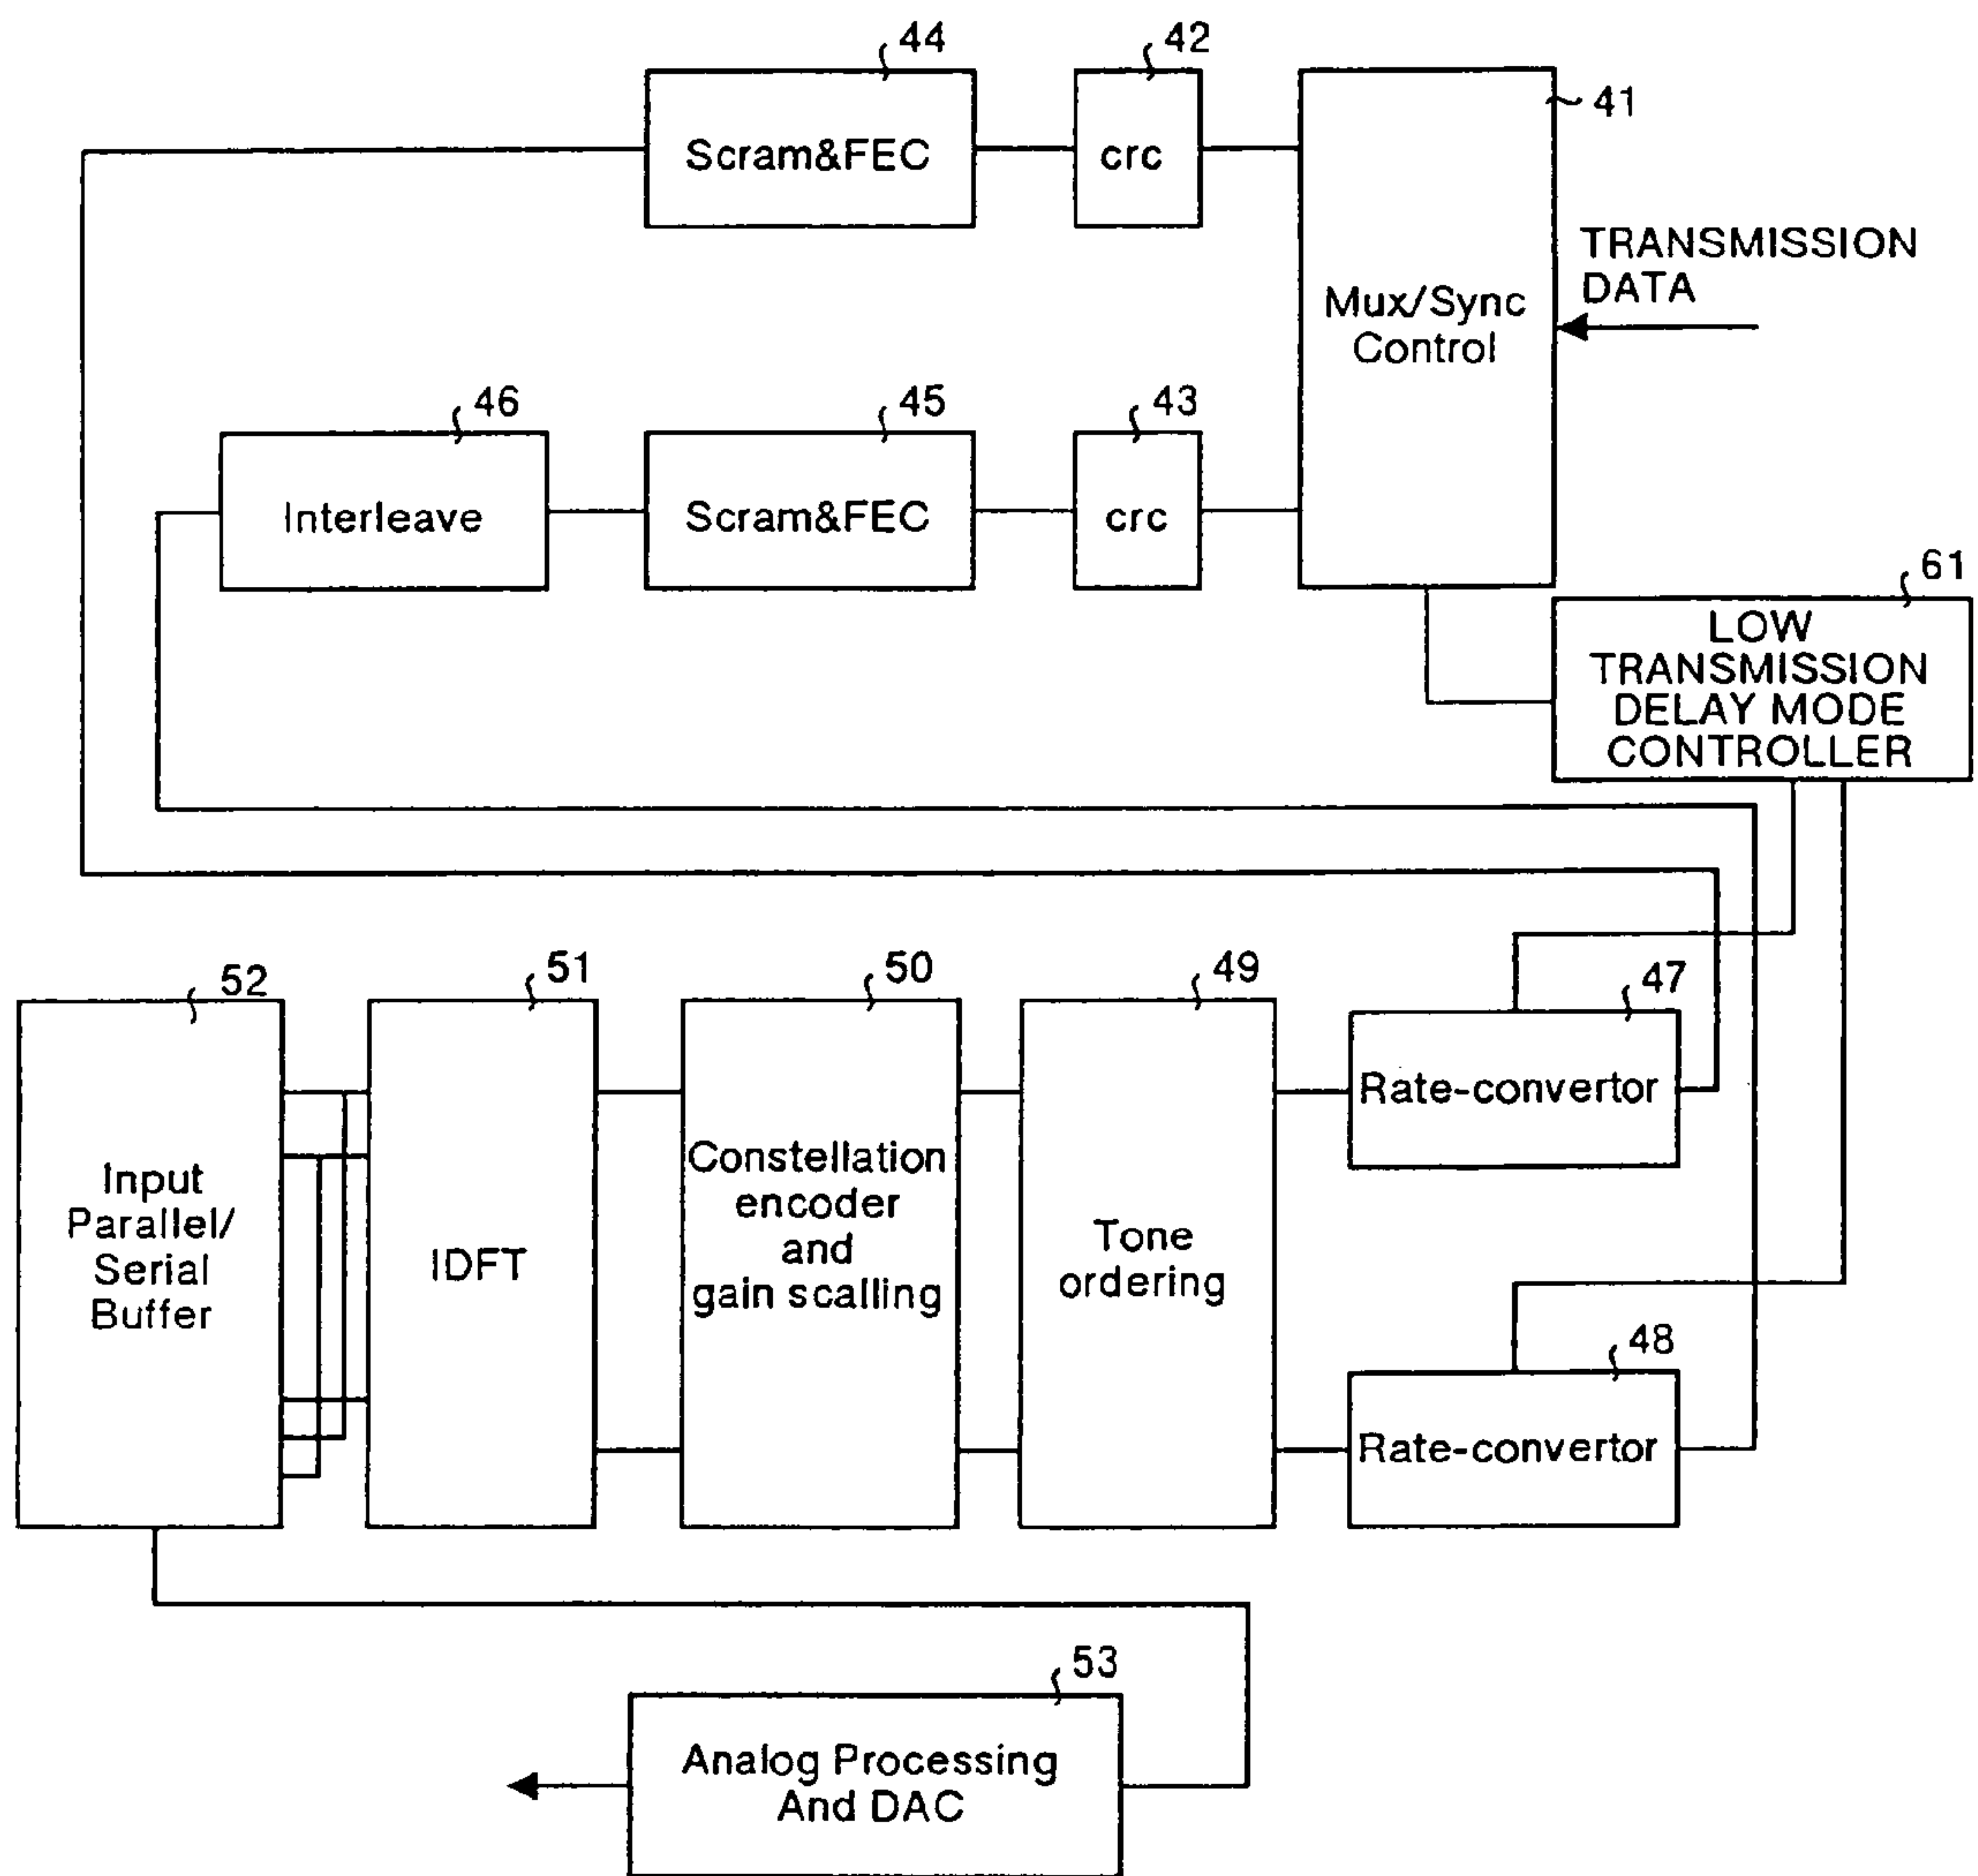 44
42
41
Scram&FEC
crc
TRANSMISSION
DATA
Mux/Sync
Control
46
45
43
Interleave
Scram&FEC
crc
61
LOW
TRANSMISSION
DELAY MODE
CONTROLLER
52
51
50
49
47
Rate-convertor
Input
Parallel/
Serial
Buffer
IDFT
Constellation
encoder
and
gain scalling
Tone
ordering
48
Rate-convertor
53
Analog Processing
And DAC